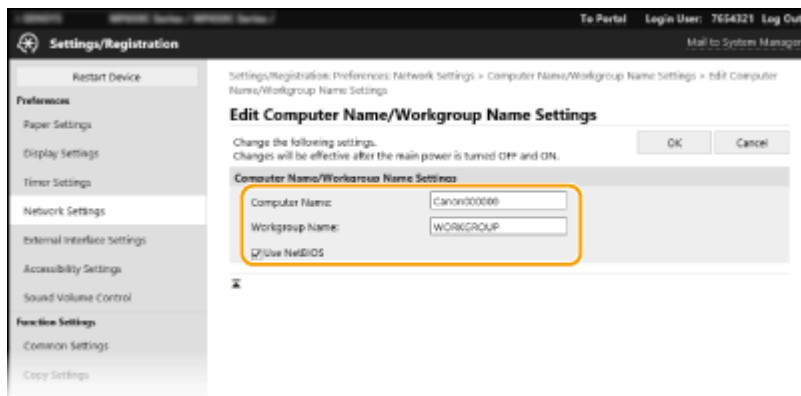 To Portal Login User: 7654321 Log Out
Settings/Registration
Mail to System Manager
Restart Device
Preferences
Paper Settings
Display Settings
Timer Settings
Network Settings
External Interface Settings
Accessibility Settings
Sound Volume Control
Function Settings
Common Settings
Copy Settings
Settings/Registration: Preferences: Network Settings > Computer Name/Workgroup Name Settings > Edit Computer
Name/Workgroup Name Settings
Edit Computer Name/Workgroup Name Settings
Change the following settings.
Changes will be effective after the main power is turned OFF and ON.
OK Cancel
Computer Name/Workgroup Name Settings
Computer Name:
Workgroup Name: WORKGROUP
Use NetBIOS